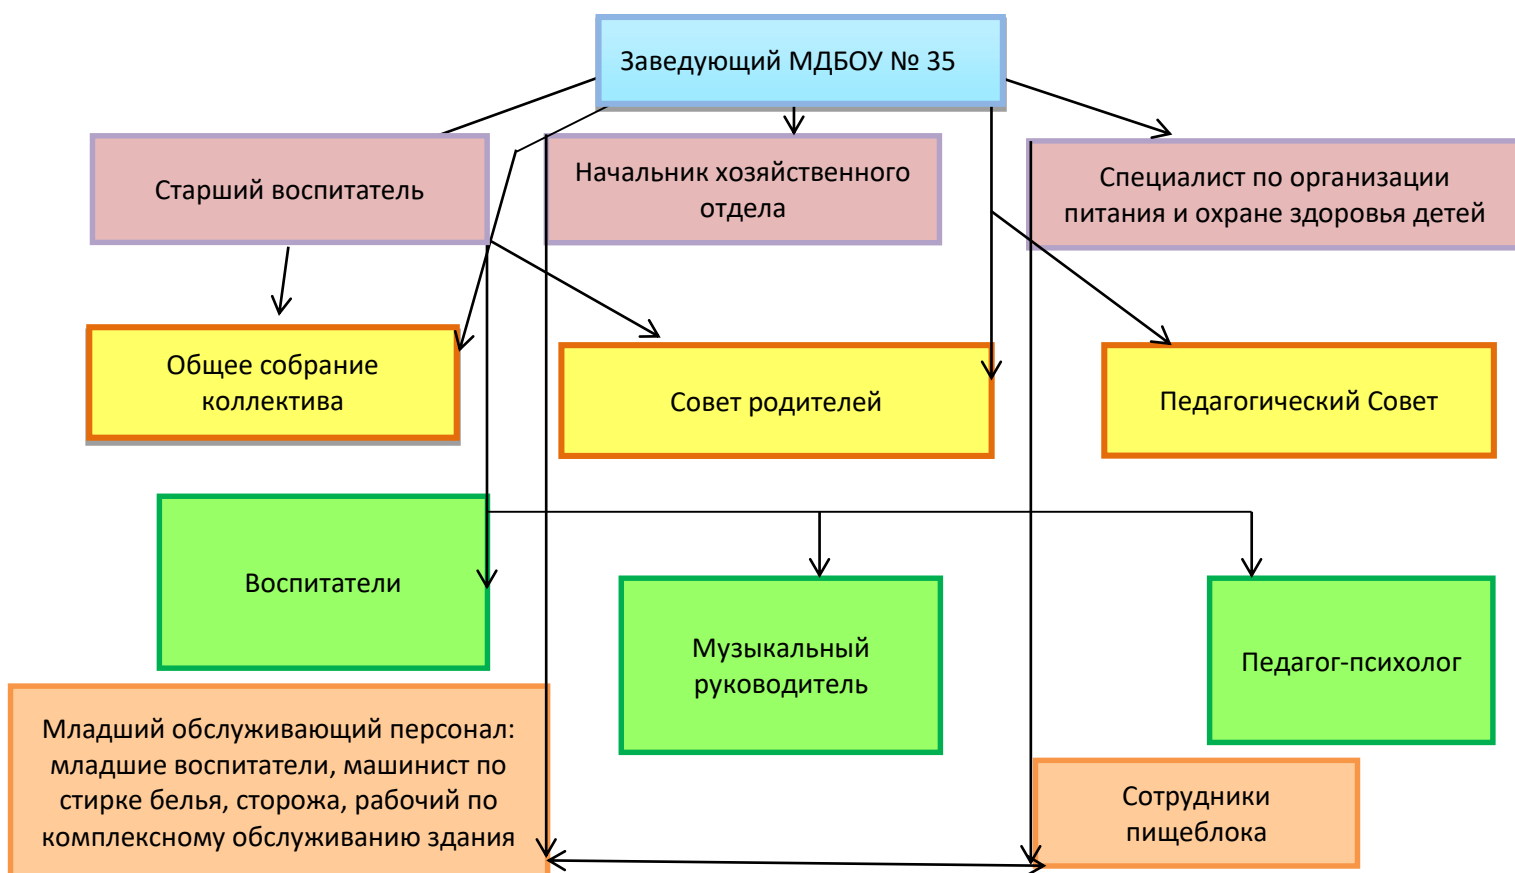 Заведующий МДБОУ № 35
Старший воспитатель
Начальник хозяйственного
отдела
Специалист по организации
питания и охране здоровья детей
Общее собрание
коллектива
Совет родителей
Педагогический Совет
Воспитатели
Музыкальный
руководитель
Педагог-психолог
Младший обслуживающий персонал:
младшие воспитатели, машинист по
стирке белья, сторожа, рабочий по
комплексному обслуживанию здания
Сотрудники
пищеблока